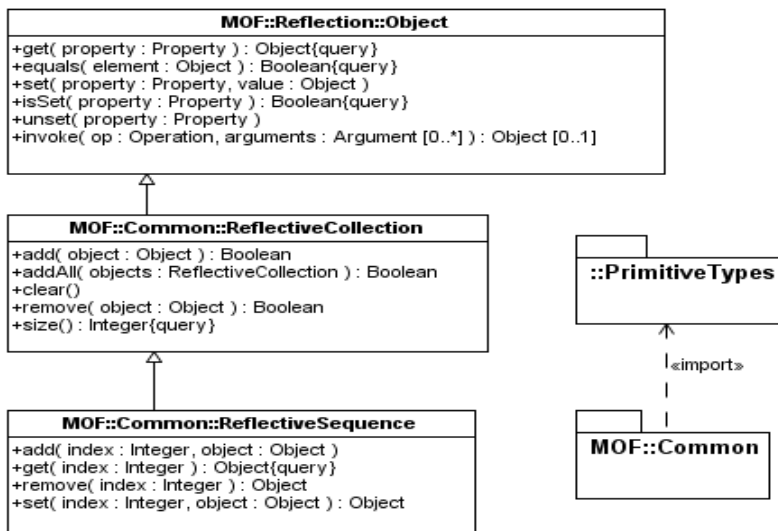 MOF::Reflection::Object
+get( property : Property ) : Object{query}
+equals( element : Object ) : Boolean{query}
+set( property : Property, value : Object )
+isSet( property : Property ) : Boolean{query}
+unset( property : Property )
+invoke( op : Operation, arguments : Argument [0..*] ) : Object [0..1]
MOF::Common::ReflectiveCollection
+add( object : Object ) : Boolean
+addAll( objects : ReflectiveCollection ) : Boolean
+clear()
+remove( object : Object ) : Boolean
+size() : Integer{query}
MOF::Common::ReflectiveSequence
+add( index : Integer, object : Object )
+get( index : Integer ) : Object{query}
+remove( index : Integer ) : Object
+set( index : Integer, object : Object ) : Object
::PrimitiveTypes
«import»
MOF::Common